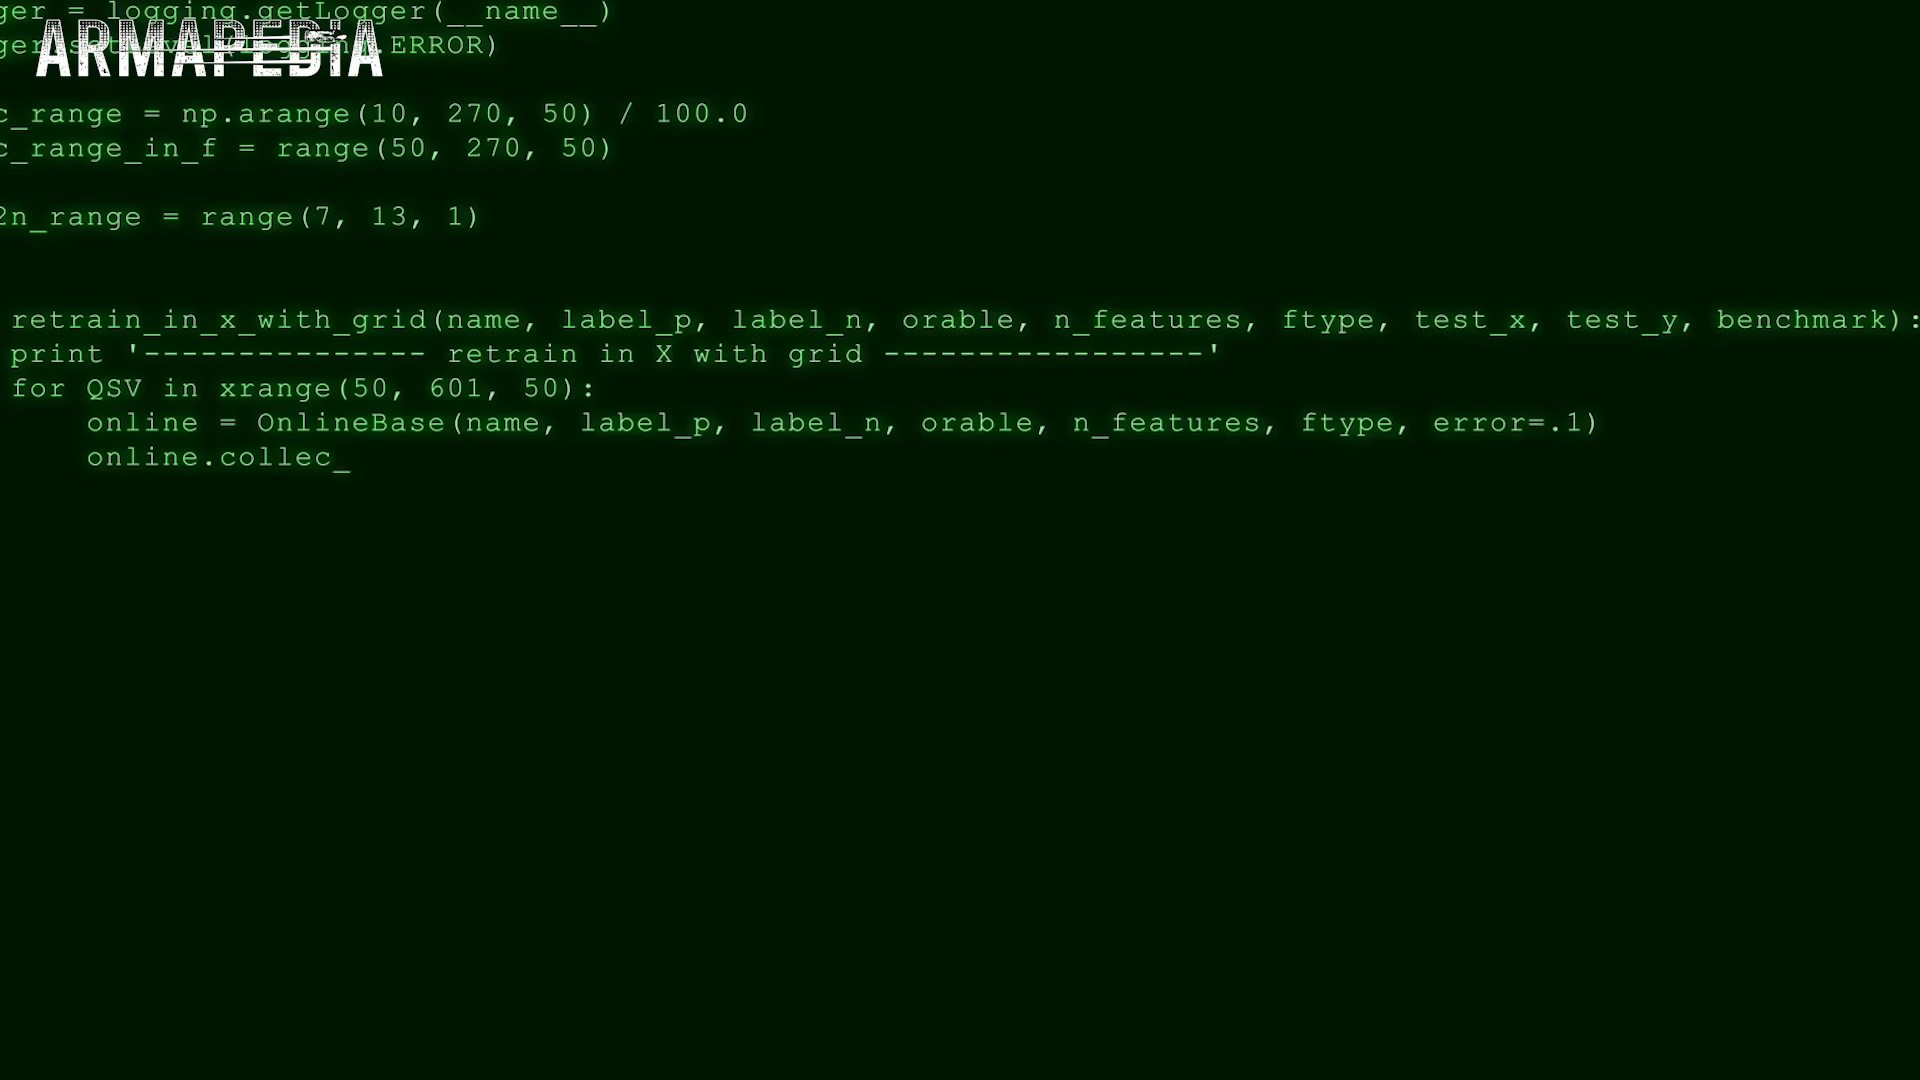 ger = logging.getLogger(__name__)
ARMAPEDIA
.ERROR)
c_range = np.arange(10, 270, 50) / 100.0
c_range_in_f = range(50, 270, 50)
2n_range = range(7, 13, 1)
retrain_in_x_with_grid(name, label_p, label_n, orable, n_features, ftype, test_x, test_y, benchmark):
print '--------------- retrain in X with grid -----------------'
for QSV in xrange(50, 601, 50):
online = OnlineBase(name, label_p, label_n, orable, n_features, ftype, error=.1)
online.collec_